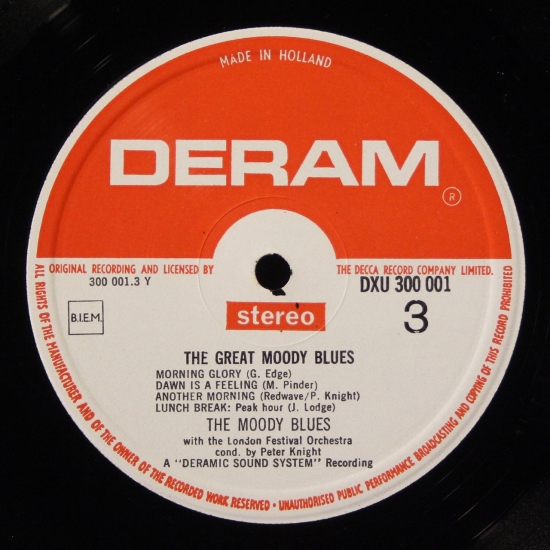 MADE IN HOLLAND
DERAM
®
ORIGINAL RECORDING AND LICENSED BY THE DECCA RECORD COMPANY LIMITED.
300 001.3 Y
DXU 300 001
B.I.E.M.
stereo
3
THE GREAT MOODY BLUES
MORNING GLORY (G. Edge)
DAWN IS A FEELING (M. Pinder)
ANOTHER MORNING (Redwave/P. Knight)
LUNCH BREAK: Peak hour (J. Lodge)
THE MOODY BLUES
with the London Festival Orchestra
cond. by Peter Knight
A "DERAMIC SOUND SYSTEM" Recording
ALL RIGHTS OF THE MANUFACTURER AND OF THE OWNER OF THE RECORDED WORK RESERVED • UNAUTHORISED PUBLIC PERFORMANCE BROADCASTING AND COPYING OF THIS RECORD PROHIBITED